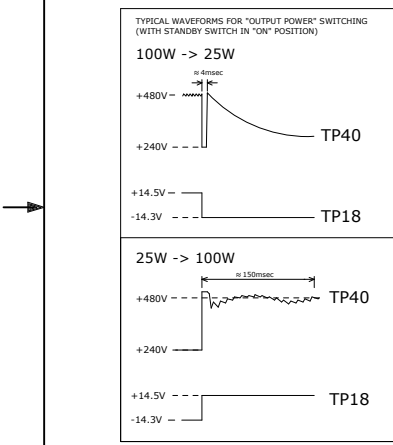 TYPICAL WAVEFORMS FOR "OUTPUT POWER" SWITCHING
(WITH STANDBY SWITCH IN "ON" POSITION)
100W -> 25W
≈ 4msec
+480V
TP40
+240V
+14.5V
-14.3V
TP18
25W -> 100W
≈ 150msec
+480V
TP40
+240V
+14.5V
TP18
-14.3V